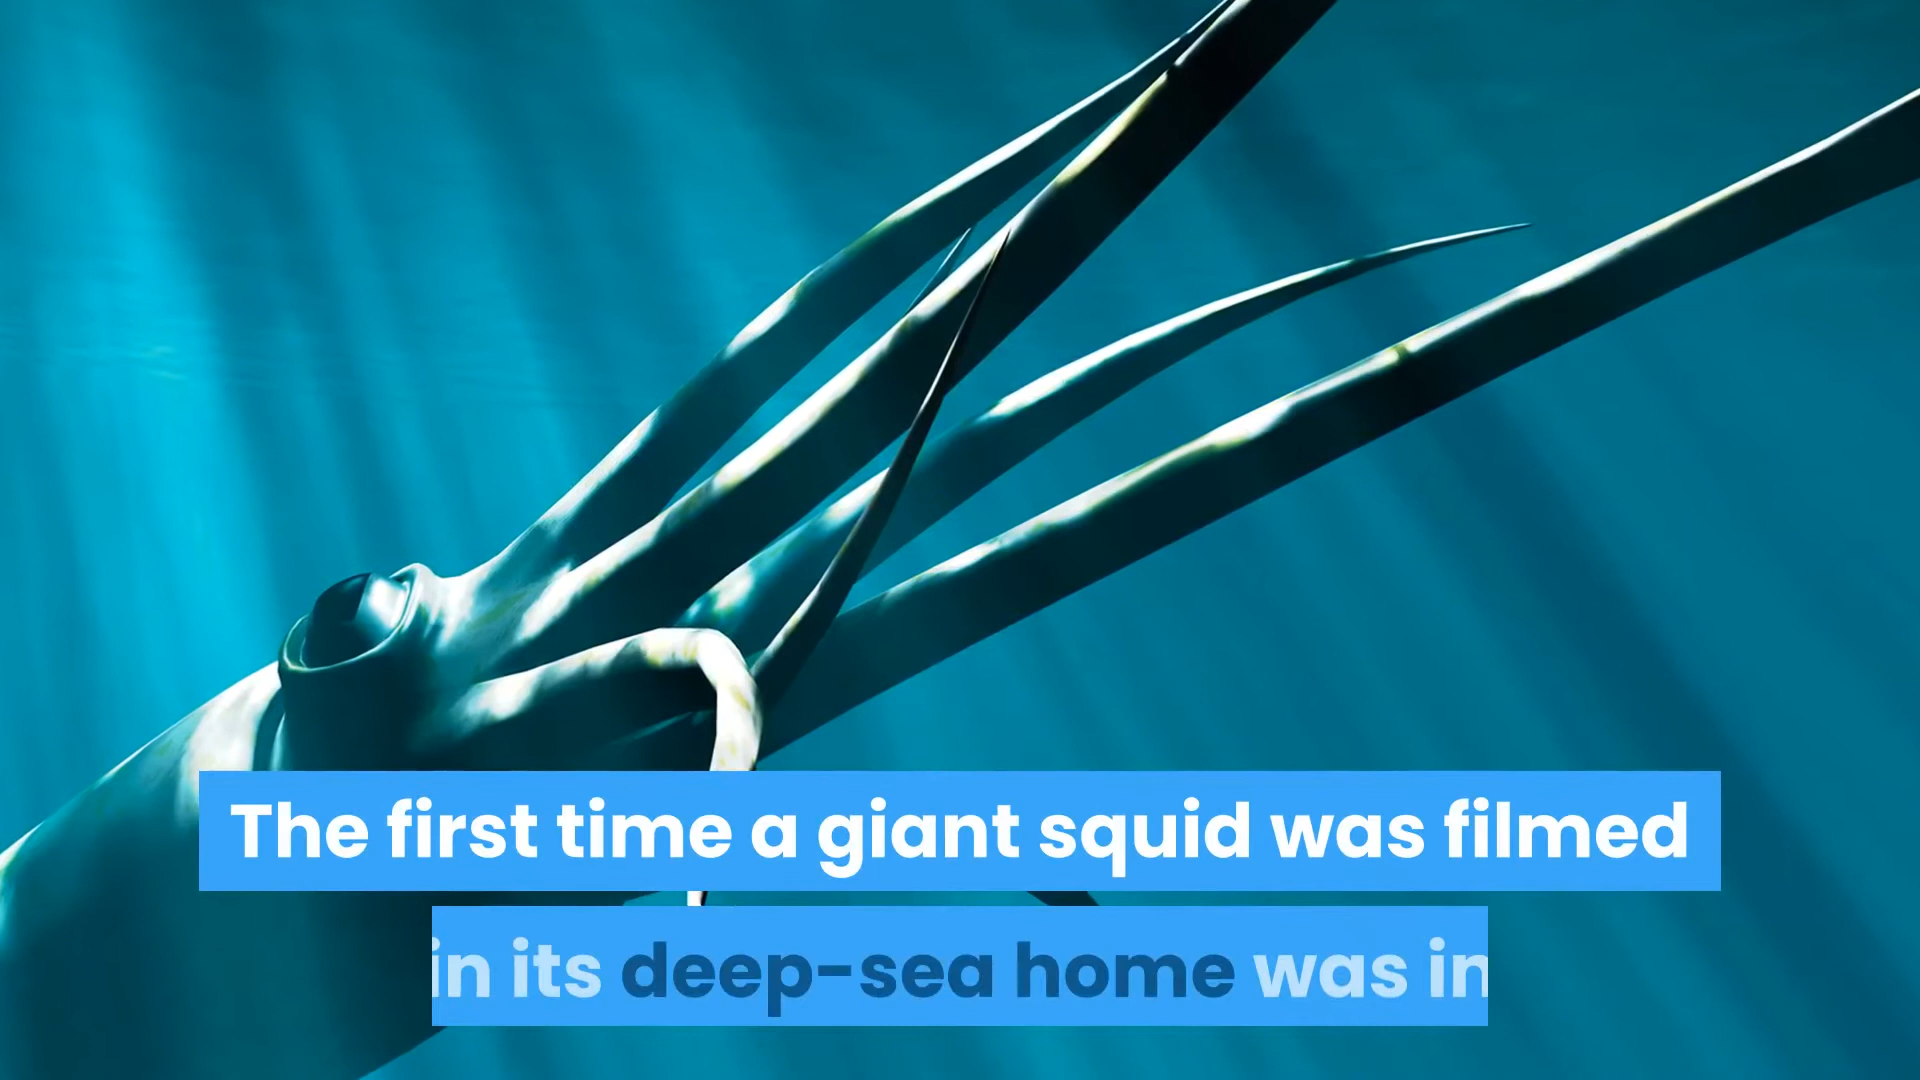 The first time a giant squid was filmed
in its deep-sea home was in